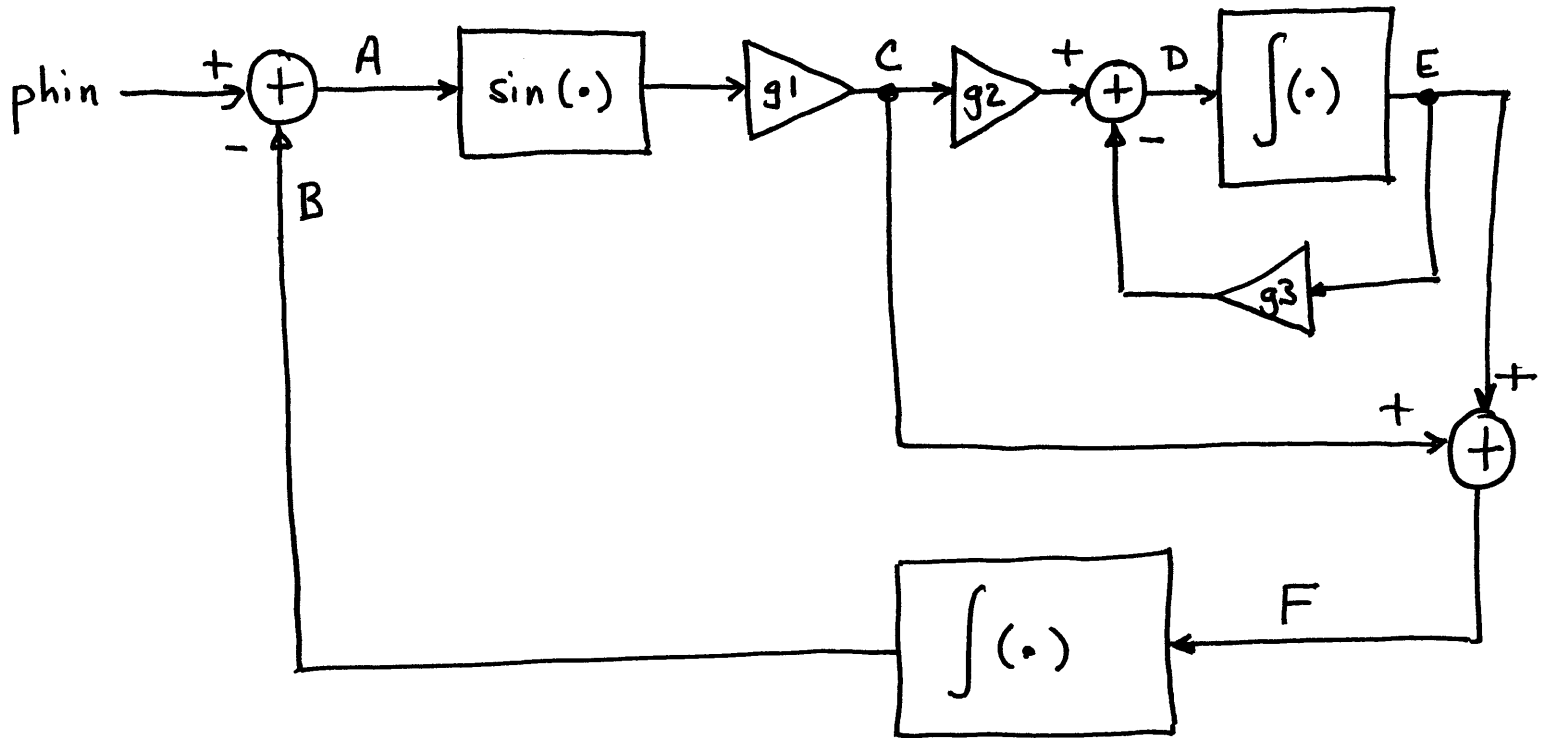 phin + + A sin(·) g1 C g2 + + D ∫(·) E
-
B
-
g3
+
+
+
F
∫(·)